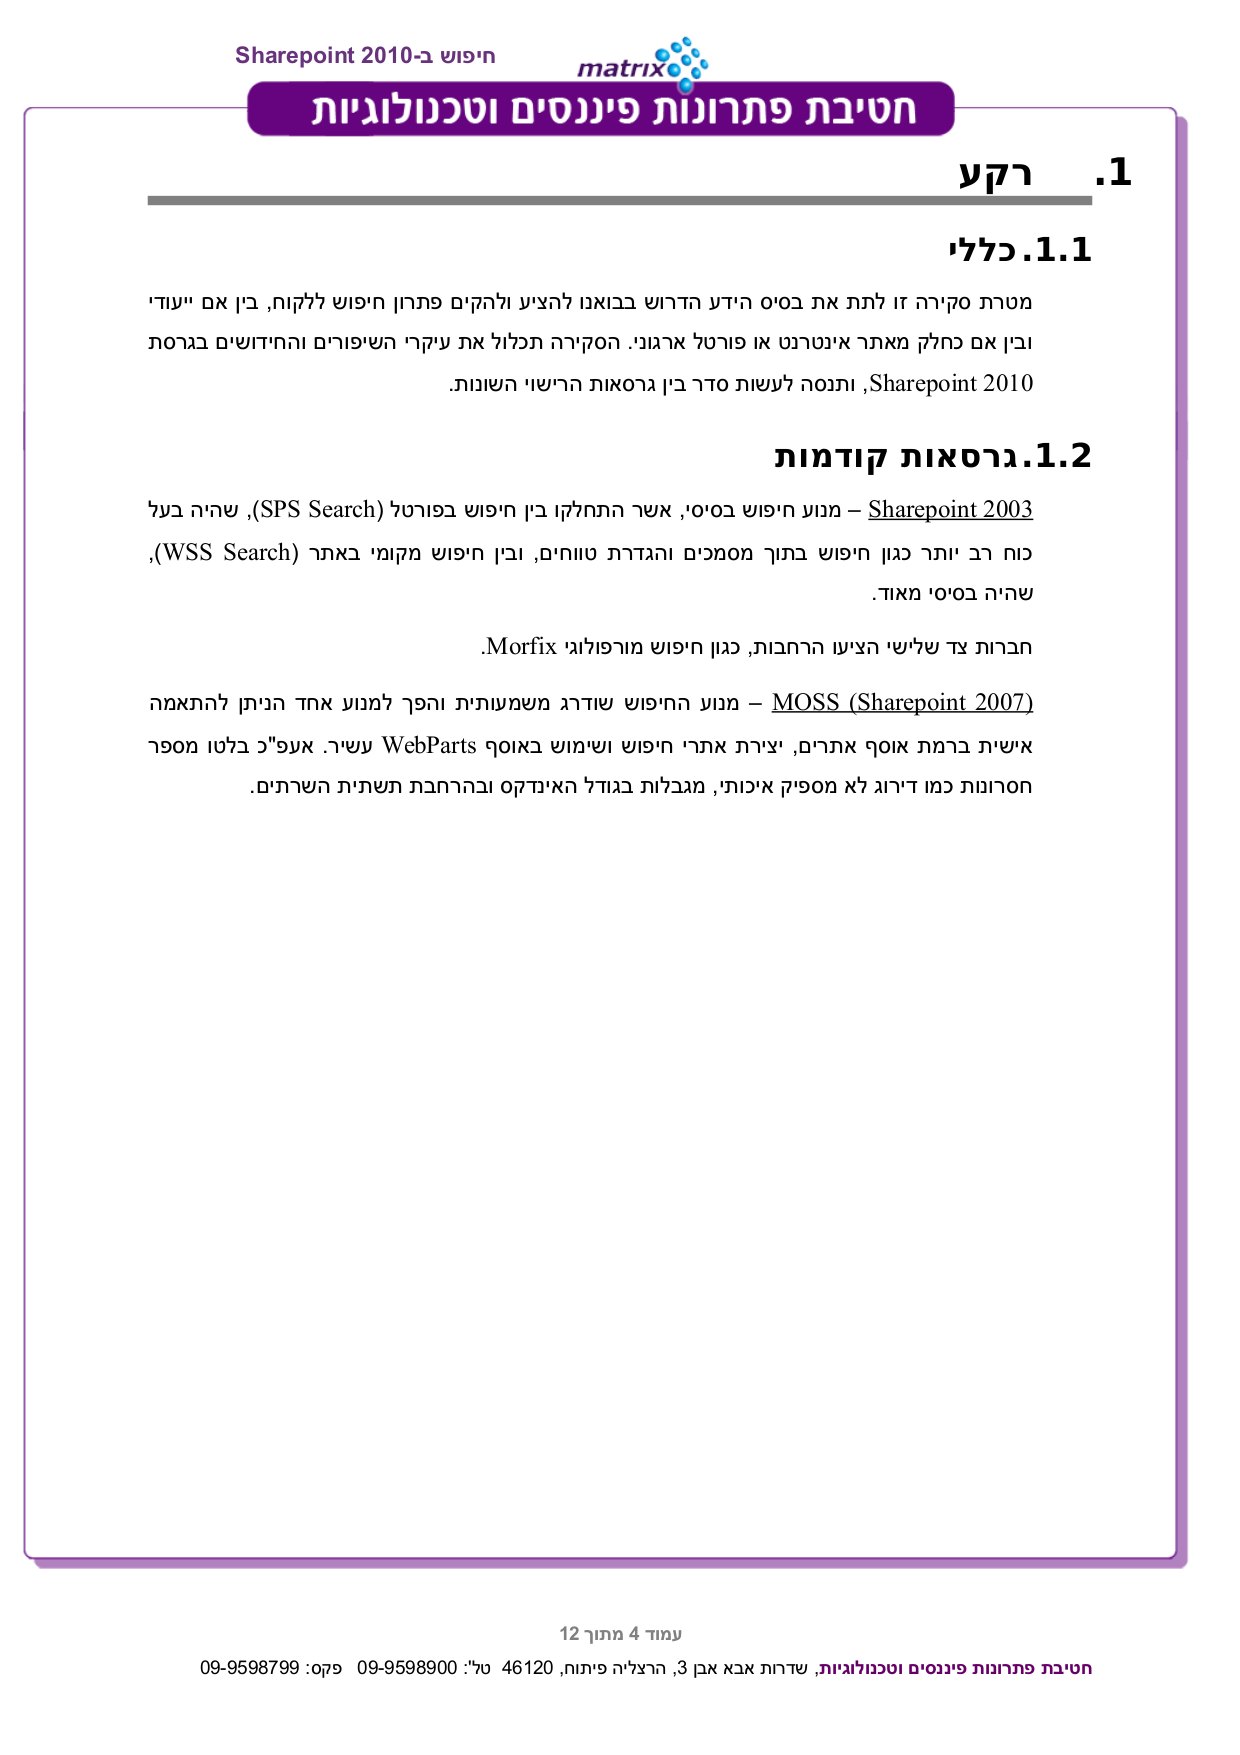 חיפוש ב-Sharepoint 2010
matrix
חטיבת פתרונות פיננסים וטכנולוגיות
1. רקע
1.1. כללי
מטרת סקירה זו לתת את בסיס הידע הדרוש בבואנו להציע ולהקים פתרון חיפוש ללקוח, בין אם ייעודי
ובין אם כחלק מאתר אינטרנט או פורטל ארגוני. הסקירה תכלול את עיקרי השיפורים והחידושים בגרסת
Sharepoint 2010, ותנסה לעשות סדר בין גרסאות הרישוי השונות.
1.2. גרסאות קודמות
Sharepoint 2003 – מנוע חיפוש בסיסי, אשר התחלקו בין חיפוש בפורטל (SPS Search), שהיה בעל
כוח רב יותר כגון חיפוש בתוך מסמכים והגדרת טווחים, ובין חיפוש מקומי באתר (WSS Search),
שהיה בסיסי מאוד.
חברות צד שלישי הציעו הרחבות, כגון חיפוש מורפולוגי Morfix.
MOSS (Sharepoint 2007) – מנוע החיפוש שודרג משמעותית והפך למנוע אחד הניתן להתאמה
אישית ברמת אוסף אתרים, יצירת אתרי חיפוש ושימוש באוסף WebParts עשיר. אעפ"כ בלטו מספר
חסרונות כמו דירוג לא מספיק איכותי, מגבלות בגודל האינדקס ובהרחבת תשתית השרתים.
עמוד 4 מתוך 12
חטיבת פתרונות פיננסים וטכנולוגיות, שדרות אבא אבן 3, הרצליה פיתוח, 46120 טל': 09-9598900 פקס: 09-9598799